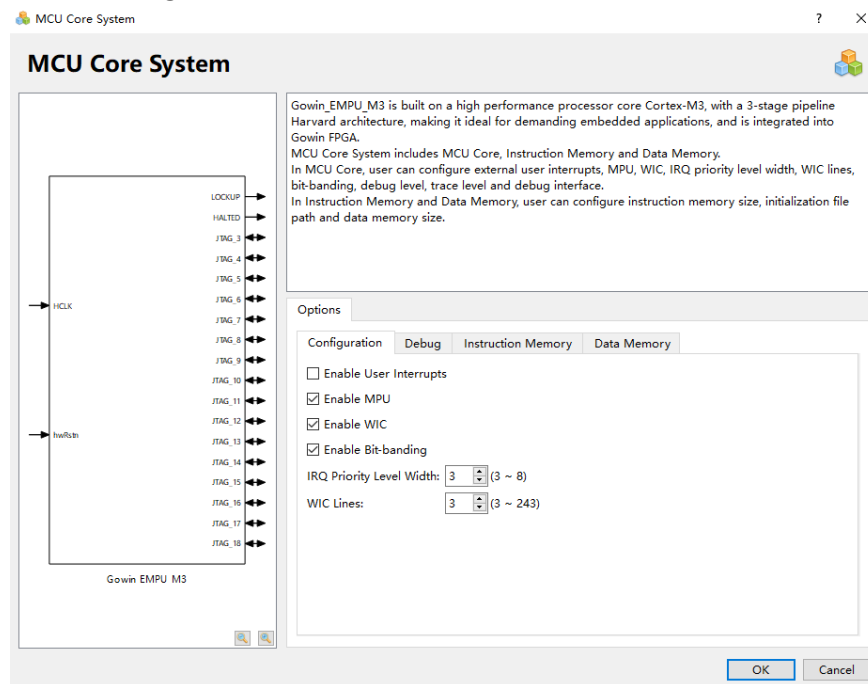 MCU Core System
?
MCU Core System
Gowin_EMPU_M3 is built on a high performance processor core Cortex-M3, with a 3-stage pipeline
Harvard architecture, making it ideal for demanding embedded applications, and is integrated into
Gowin FPGA.
MCU Core System includes MCU Core, Instruction Memory and Data Memory.
In MCU Core, user can configure external user interrupts, MPU, WIC, IRQ priority level width, WIC lines,
bit-banding, debug level, trace level and debug interface.
In Instruction Memory and Data Memory, user can configure instruction memory size, initialization file
path and data memory size.
LOCKUP
HALTED
JTAG_3
JTAG_4
JTAG_5
JTAG_6
HCLK
JTAG_7
JTAG_8
JTAG_9
JTAG_10
JTAG_11
JTAG_12
hwRstn
JTAG_13
JTAG_14
JTAG_15
JTAG_16
JTAG_17
JTAG_18
Gowin EMPU M3
Options
Configuration Debug Instruction Memory Data Memory
Enable User Interrupts
Enable MPU
Enable WIC
Enable Bit-banding
IRQ Priority Level Width: 3 (3 ~ 8)
WIC Lines: 3 (3 ~ 243)
OK Cancel